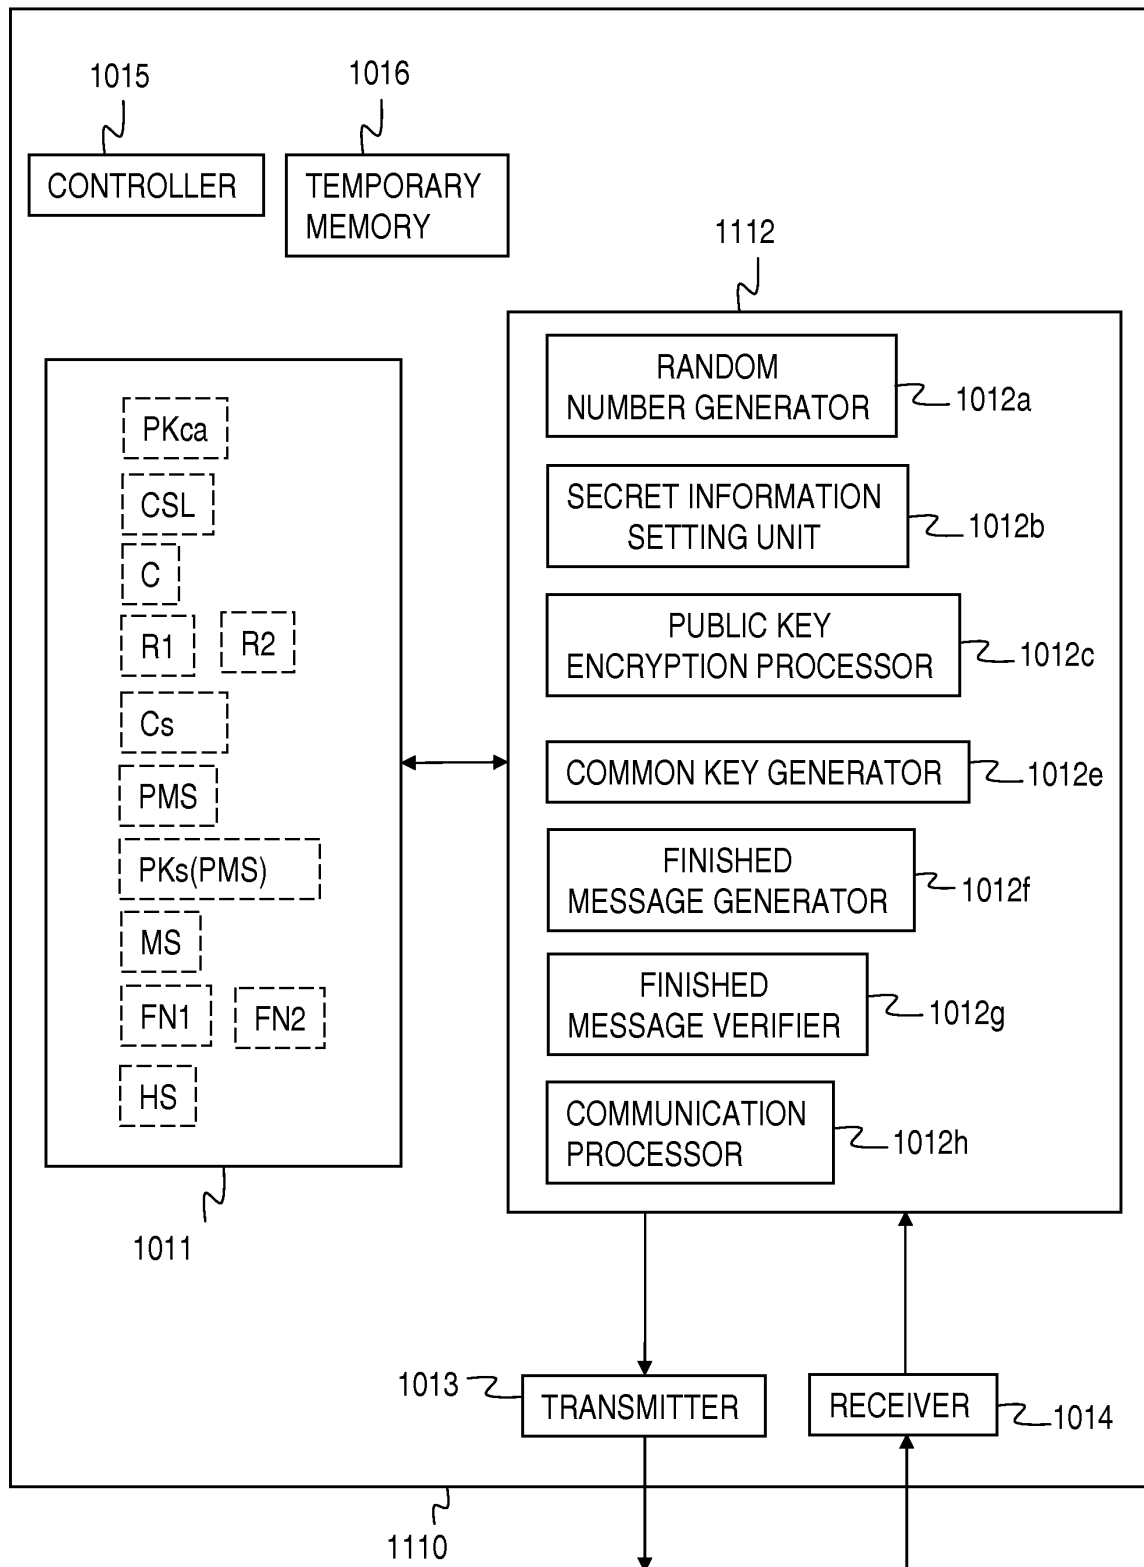 1015
1016
CONTROLLER
TEMPORARY
MEMORY
1112
PKca
CSL
C
R1
R2
Cs
PMS
PKs(PMS)
MS
FN1
FN2
HS
1011
RANDOM
NUMBER GENERATOR
1012a
SECRET INFORMATION
SETTING UNIT
1012b
PUBLIC KEY
ENCRYPTION PROCESSOR
1012c
COMMON KEY GENERATOR
1012e
FINISHED
MESSAGE GENERATOR
1012f
FINISHED
MESSAGE VERIFIER
1012g
COMMUNICATION
PROCESSOR
1012h
1013
TRANSMITTER
RECEIVER
1014
1110